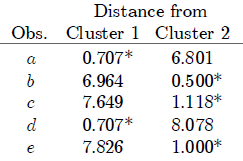 Distance from
Obs. Cluster 1 Cluster 2
a 0.707* 6.801
b 6.964 0.500*
c 7.649 1.118*
d 0.707* 8.078
e 7.826 1.000*